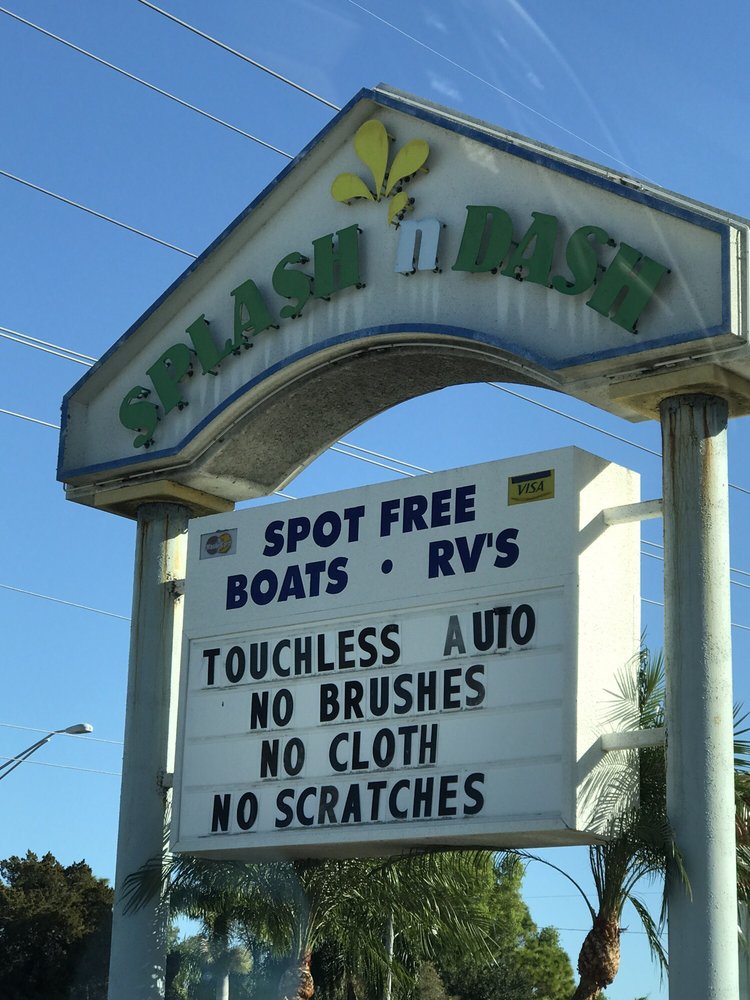 SPLASH n DASH
SPOT FREE
VISA
BOATS • RV'S
TOUCHLESS AUTO
NO BRUSHES
NO CLOTH
NO SCRATCHES